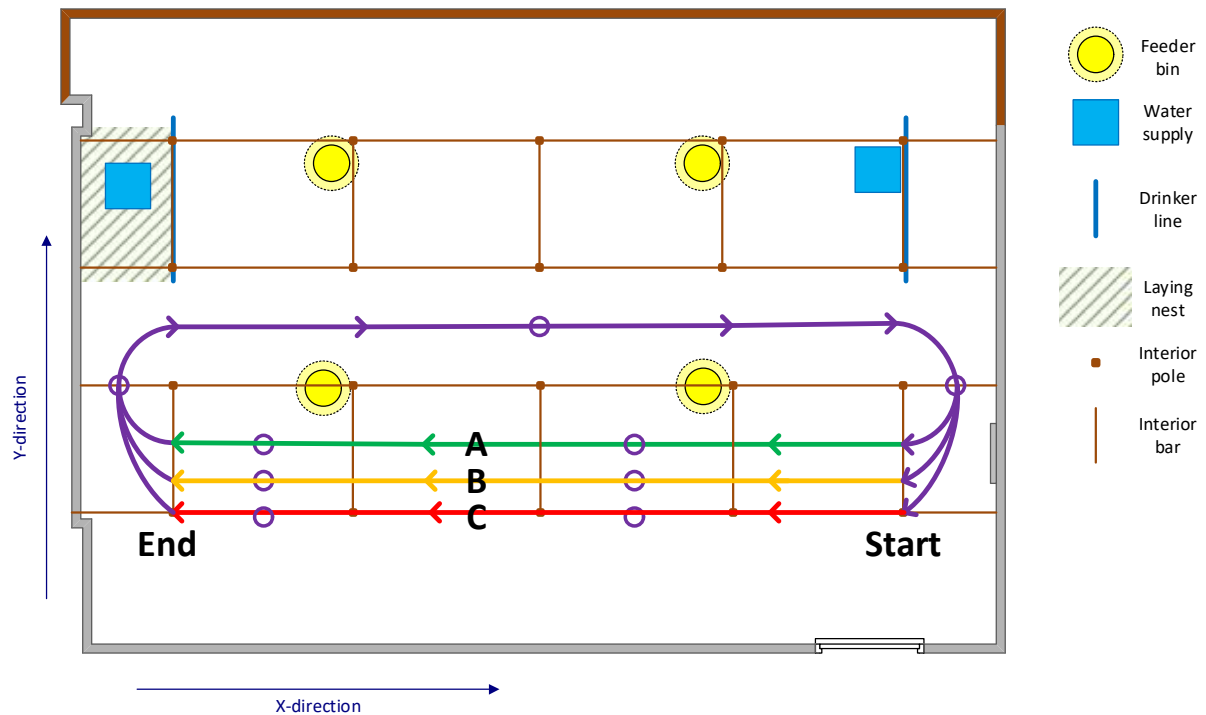 Feeder
bin
Water
supply
Drinker
line
Laying
nest
Interior
pole
Interior
bar
Y-direction
A
B
C
End
Start
X-direction